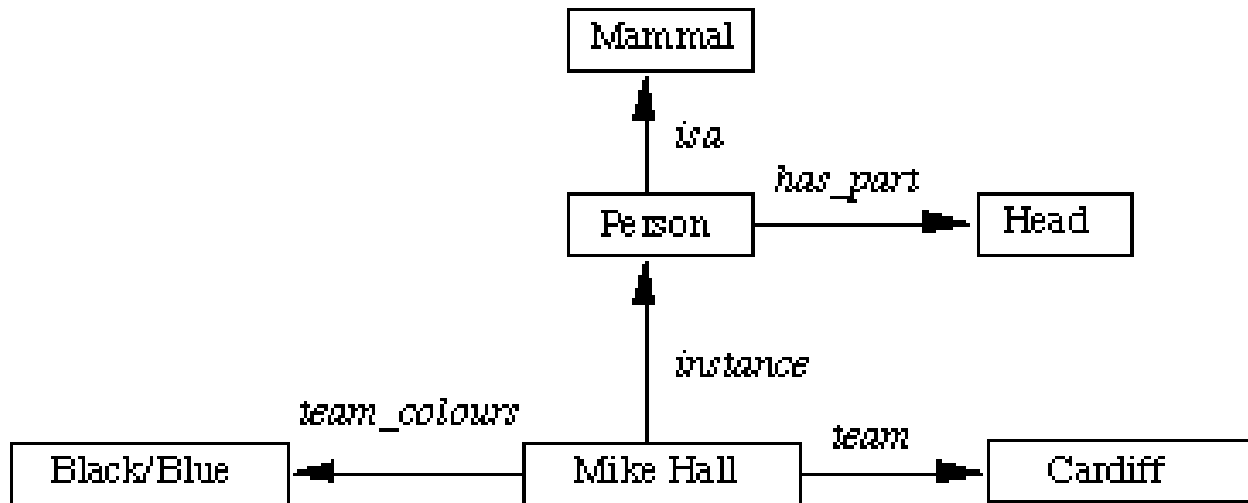 Mammal
isa
has_part
Person
Head
instance
team_colours
team
Black/Blue
Mike Hall
Cardiff